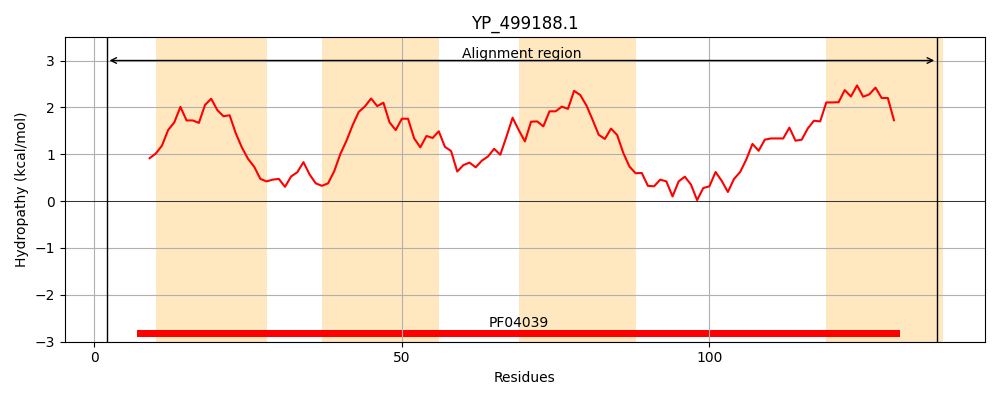 YP_499188.1
Alignment region
3
2
1
0
−1
−2
−3
Hydropathy (kcal/mol)
PF04039
0
50
100
Residues